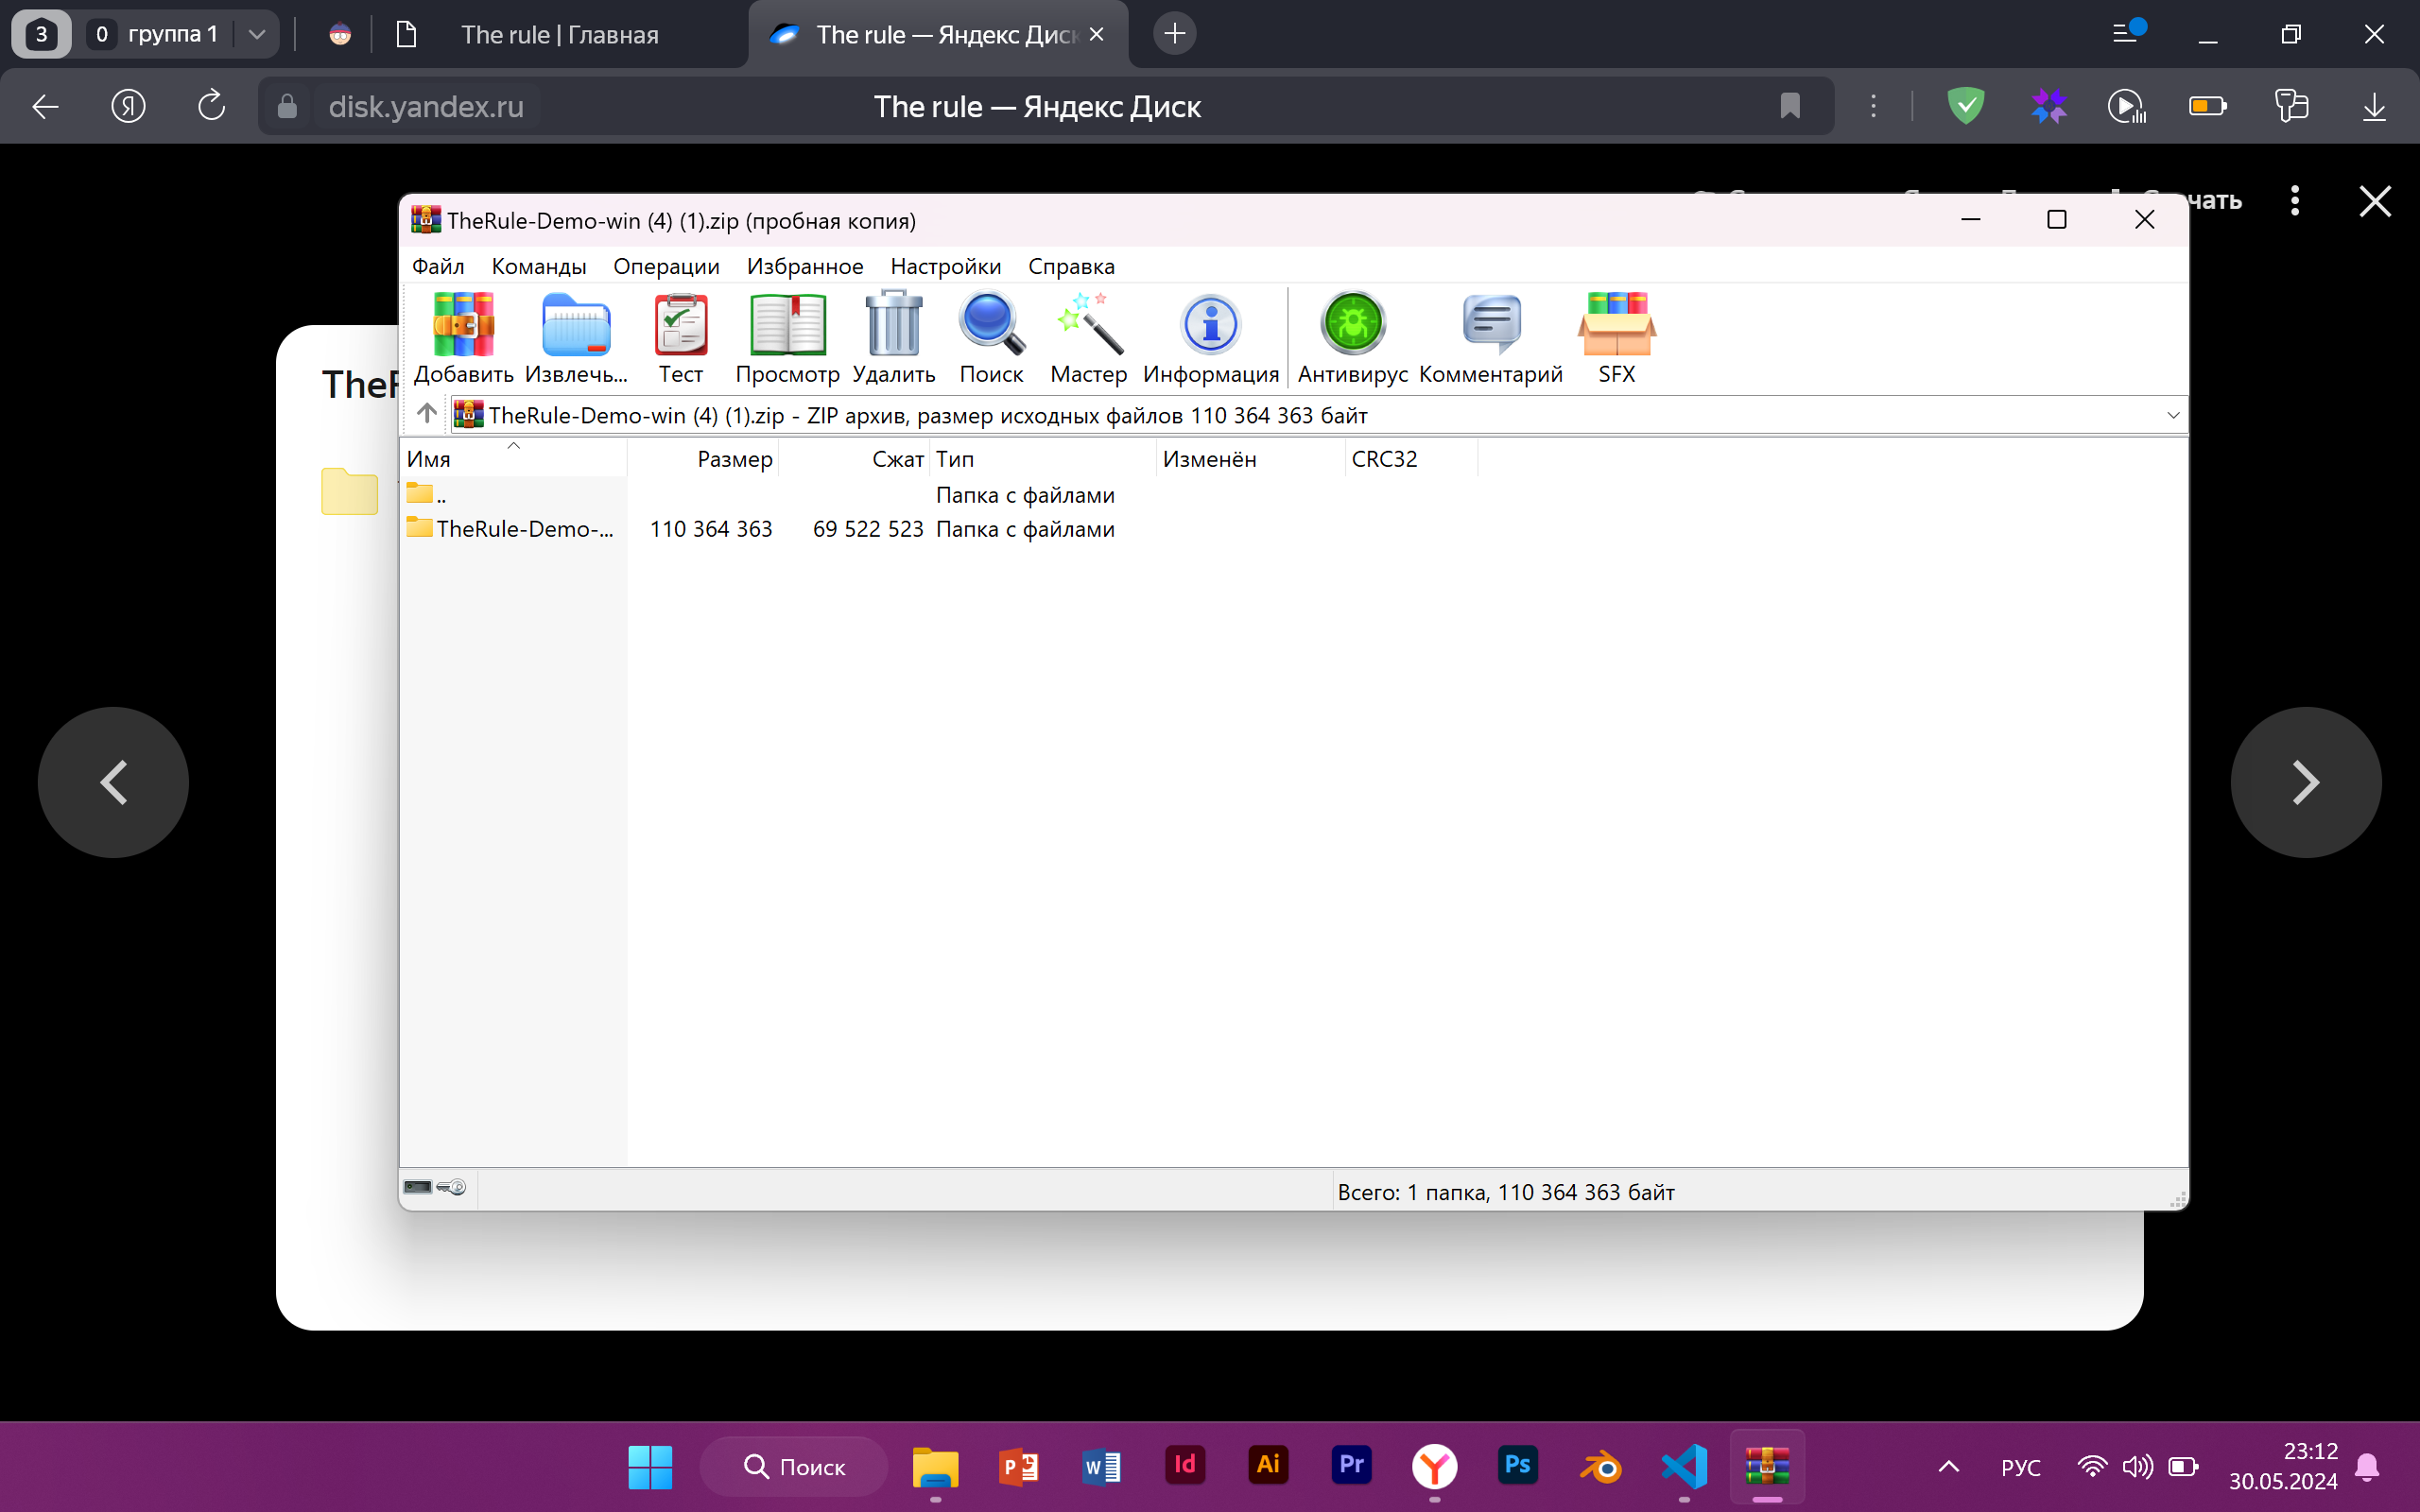 3 0 группа 1 The rule | Главная The rule — Яндекс Диск
disk.yandex.ru The rule — Яндекс Диск
TheRule-Demo-win (4) (1).zip (пробная копия)
Файл Команды Операции Избранное Настройки Справка
Добавить Извлечь... Тест Просмотр Удалить Поиск Мастер Информация Антивирус Комментарий SFX
TheRule-Demo-win (4) (1).zip - ZIP архив, размер исходных файлов 110 364 363 байт
Имя Размер Сжат Тип Изменён CRC32
.. Папка с файлами
TheRule-Demo-... 110 364 363 69 522 523 Папка с файлами
Всего: 1 папка, 110 364 363 байт
Поиск
Id Ai Pr Ps
РУС
23:12
30.05.2024